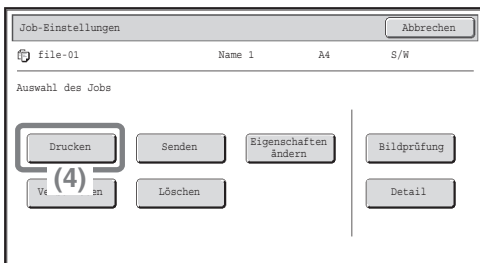 Job-Einstellungen
Abbrechen
file-01 Name 1 A4 S/W
Auswahl des Jobs
Drucken Senden Eigenschaften ändern Bildprüfung
(4)
Löschen Detail